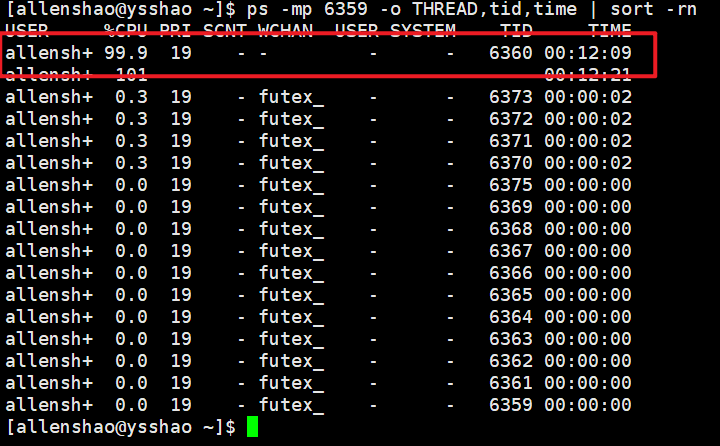 [allenshao@ysshao ~]$ ps -mp 6359 -o THREAD,tid,time | sort -rn
USER %CPU PRI SCNT WCHAN USER SYSTEM TID TIME
allensh+ 99.9 19 - - - - 6360 00:12:09
allensh+ 101 - - - - - - 00:12:21
allensh+ 0.3 19 - futex_ - - 6373 00:00:02
allensh+ 0.3 19 - futex_ - - 6372 00:00:02
allensh+ 0.3 19 - futex_ - - 6371 00:00:02
allensh+ 0.3 19 - futex_ - - 6370 00:00:02
allensh+ 0.0 19 - futex_ - - 6375 00:00:00
allensh+ 0.0 19 - futex_ - - 6369 00:00:00
allensh+ 0.0 19 - futex_ - - 6368 00:00:00
allensh+ 0.0 19 - futex_ - - 6367 00:00:00
allensh+ 0.0 19 - futex_ - - 6366 00:00:00
allensh+ 0.0 19 - futex_ - - 6365 00:00:00
allensh+ 0.0 19 - futex_ - - 6364 00:00:00
allensh+ 0.0 19 - futex_ - - 6363 00:00:00
allensh+ 0.0 19 - futex_ - - 6362 00:00:00
allensh+ 0.0 19 - futex_ - - 6361 00:00:00
allensh+ 0.0 19 - futex_ - - 6359 00:00:00
[allenshao@ysshao ~]$